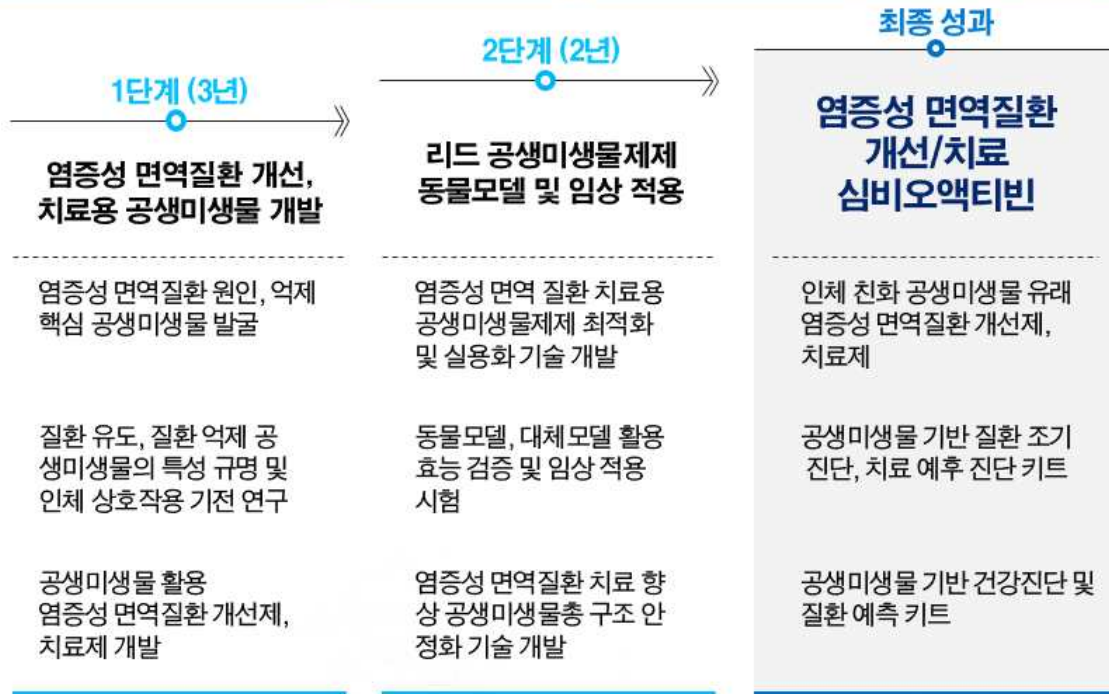 1단계 (3년)
염증성 면역질환 개선,
치료용 공생미생물 개발
염증성 면역질환 원인, 억제
핵심 공생미생물 발굴
질환 유도, 질환 억제 공
생미생물의 특성 규명 및
인체 상호작용 기전 연구
공생미생물 활용
염증성 면역질환 개선제,
치료제 개발
2단계 (2년)
리드 공생미생물제제
동물모델 및 임상 적용
염증성 면역 질환 치료용
공생미생물제제 최적화
및 실용화 기술 개발
동물모델, 대체모델 활용
효능 검증 및 임상 적용
시험
염증성 면역질환 치료 향
상 공생미생물총 구조 안
정화 기술 개발
최종 성과
염증성 면역질환
개선/치료
심비오액티빈
인체 친화 공생미생물 유래
염증성 면역질환 개선제,
치료제
공생미생물 기반 질환 조기
진단, 치료 예후 진단 키트
공생미생물 기반 건강진단 및
질환 예측 키트